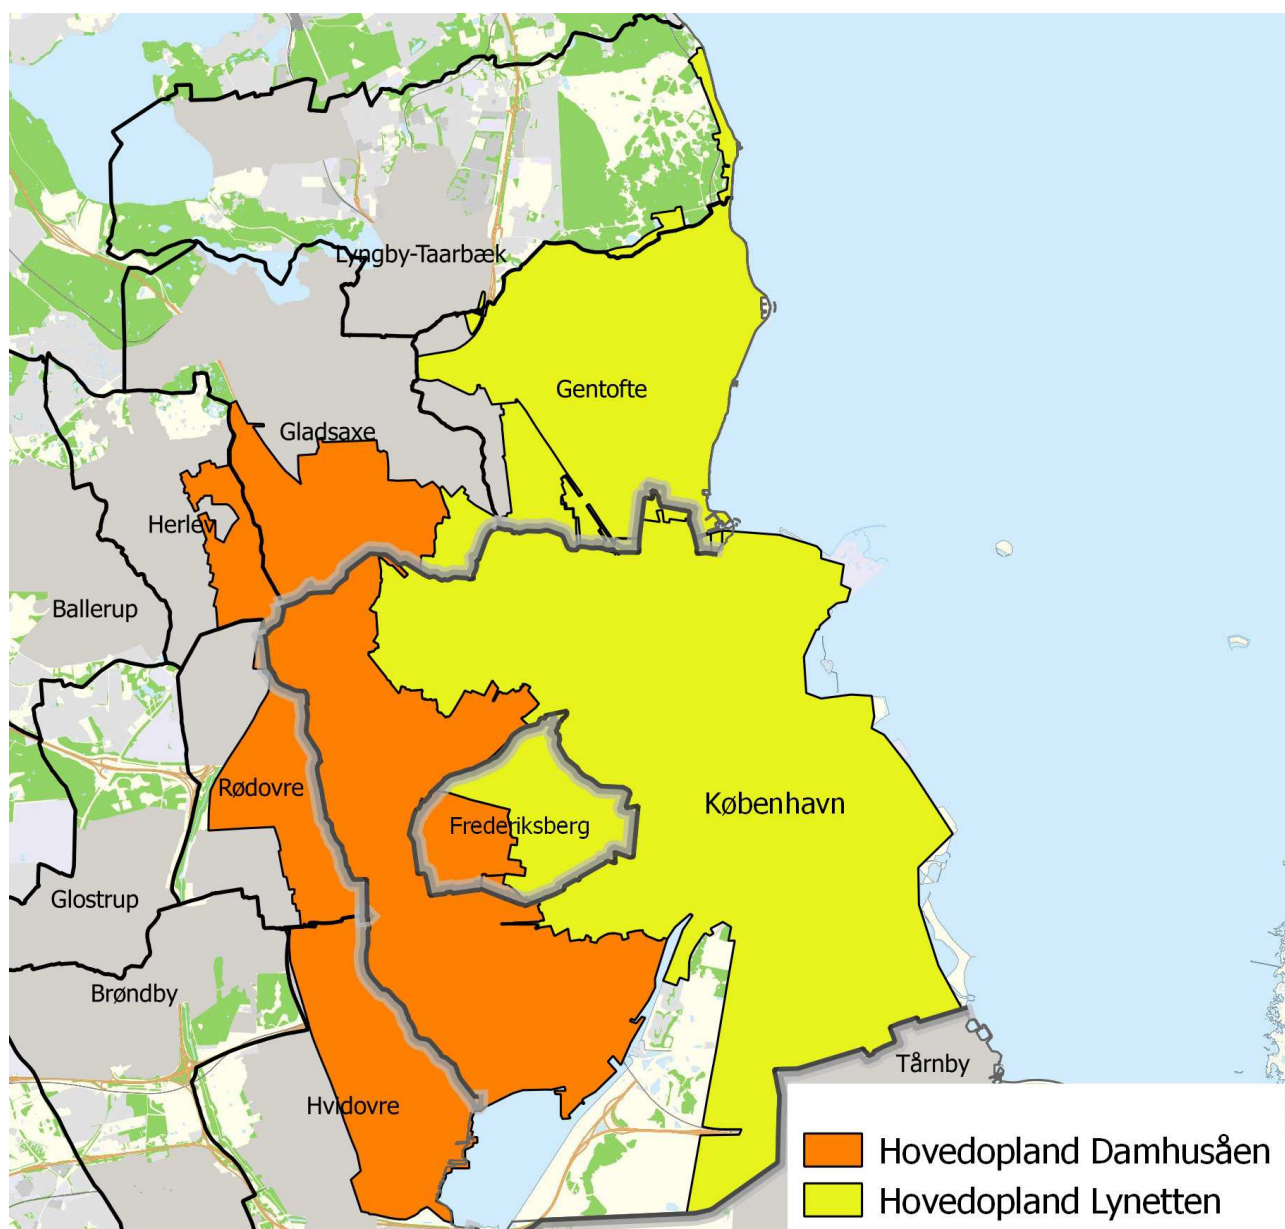 Lyngby-Taarbæk
Gentofte
Gladsaxe
Herlev
Ballerup
Rødovre
København
Frederiksberg
Glostrup
Brøndby
Tårnby
Hvidovre
Hovedopland Damhusåen
Hovedopland Lynetten